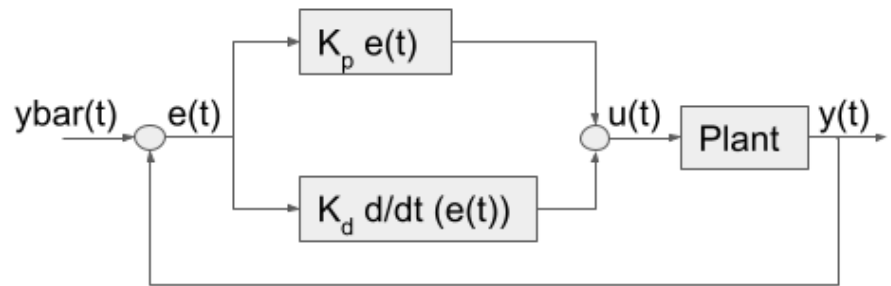 K_p e(t)
ybar(t)
e(t)
u(t)
Plant
y(t)
K_d d/dt (e(t))